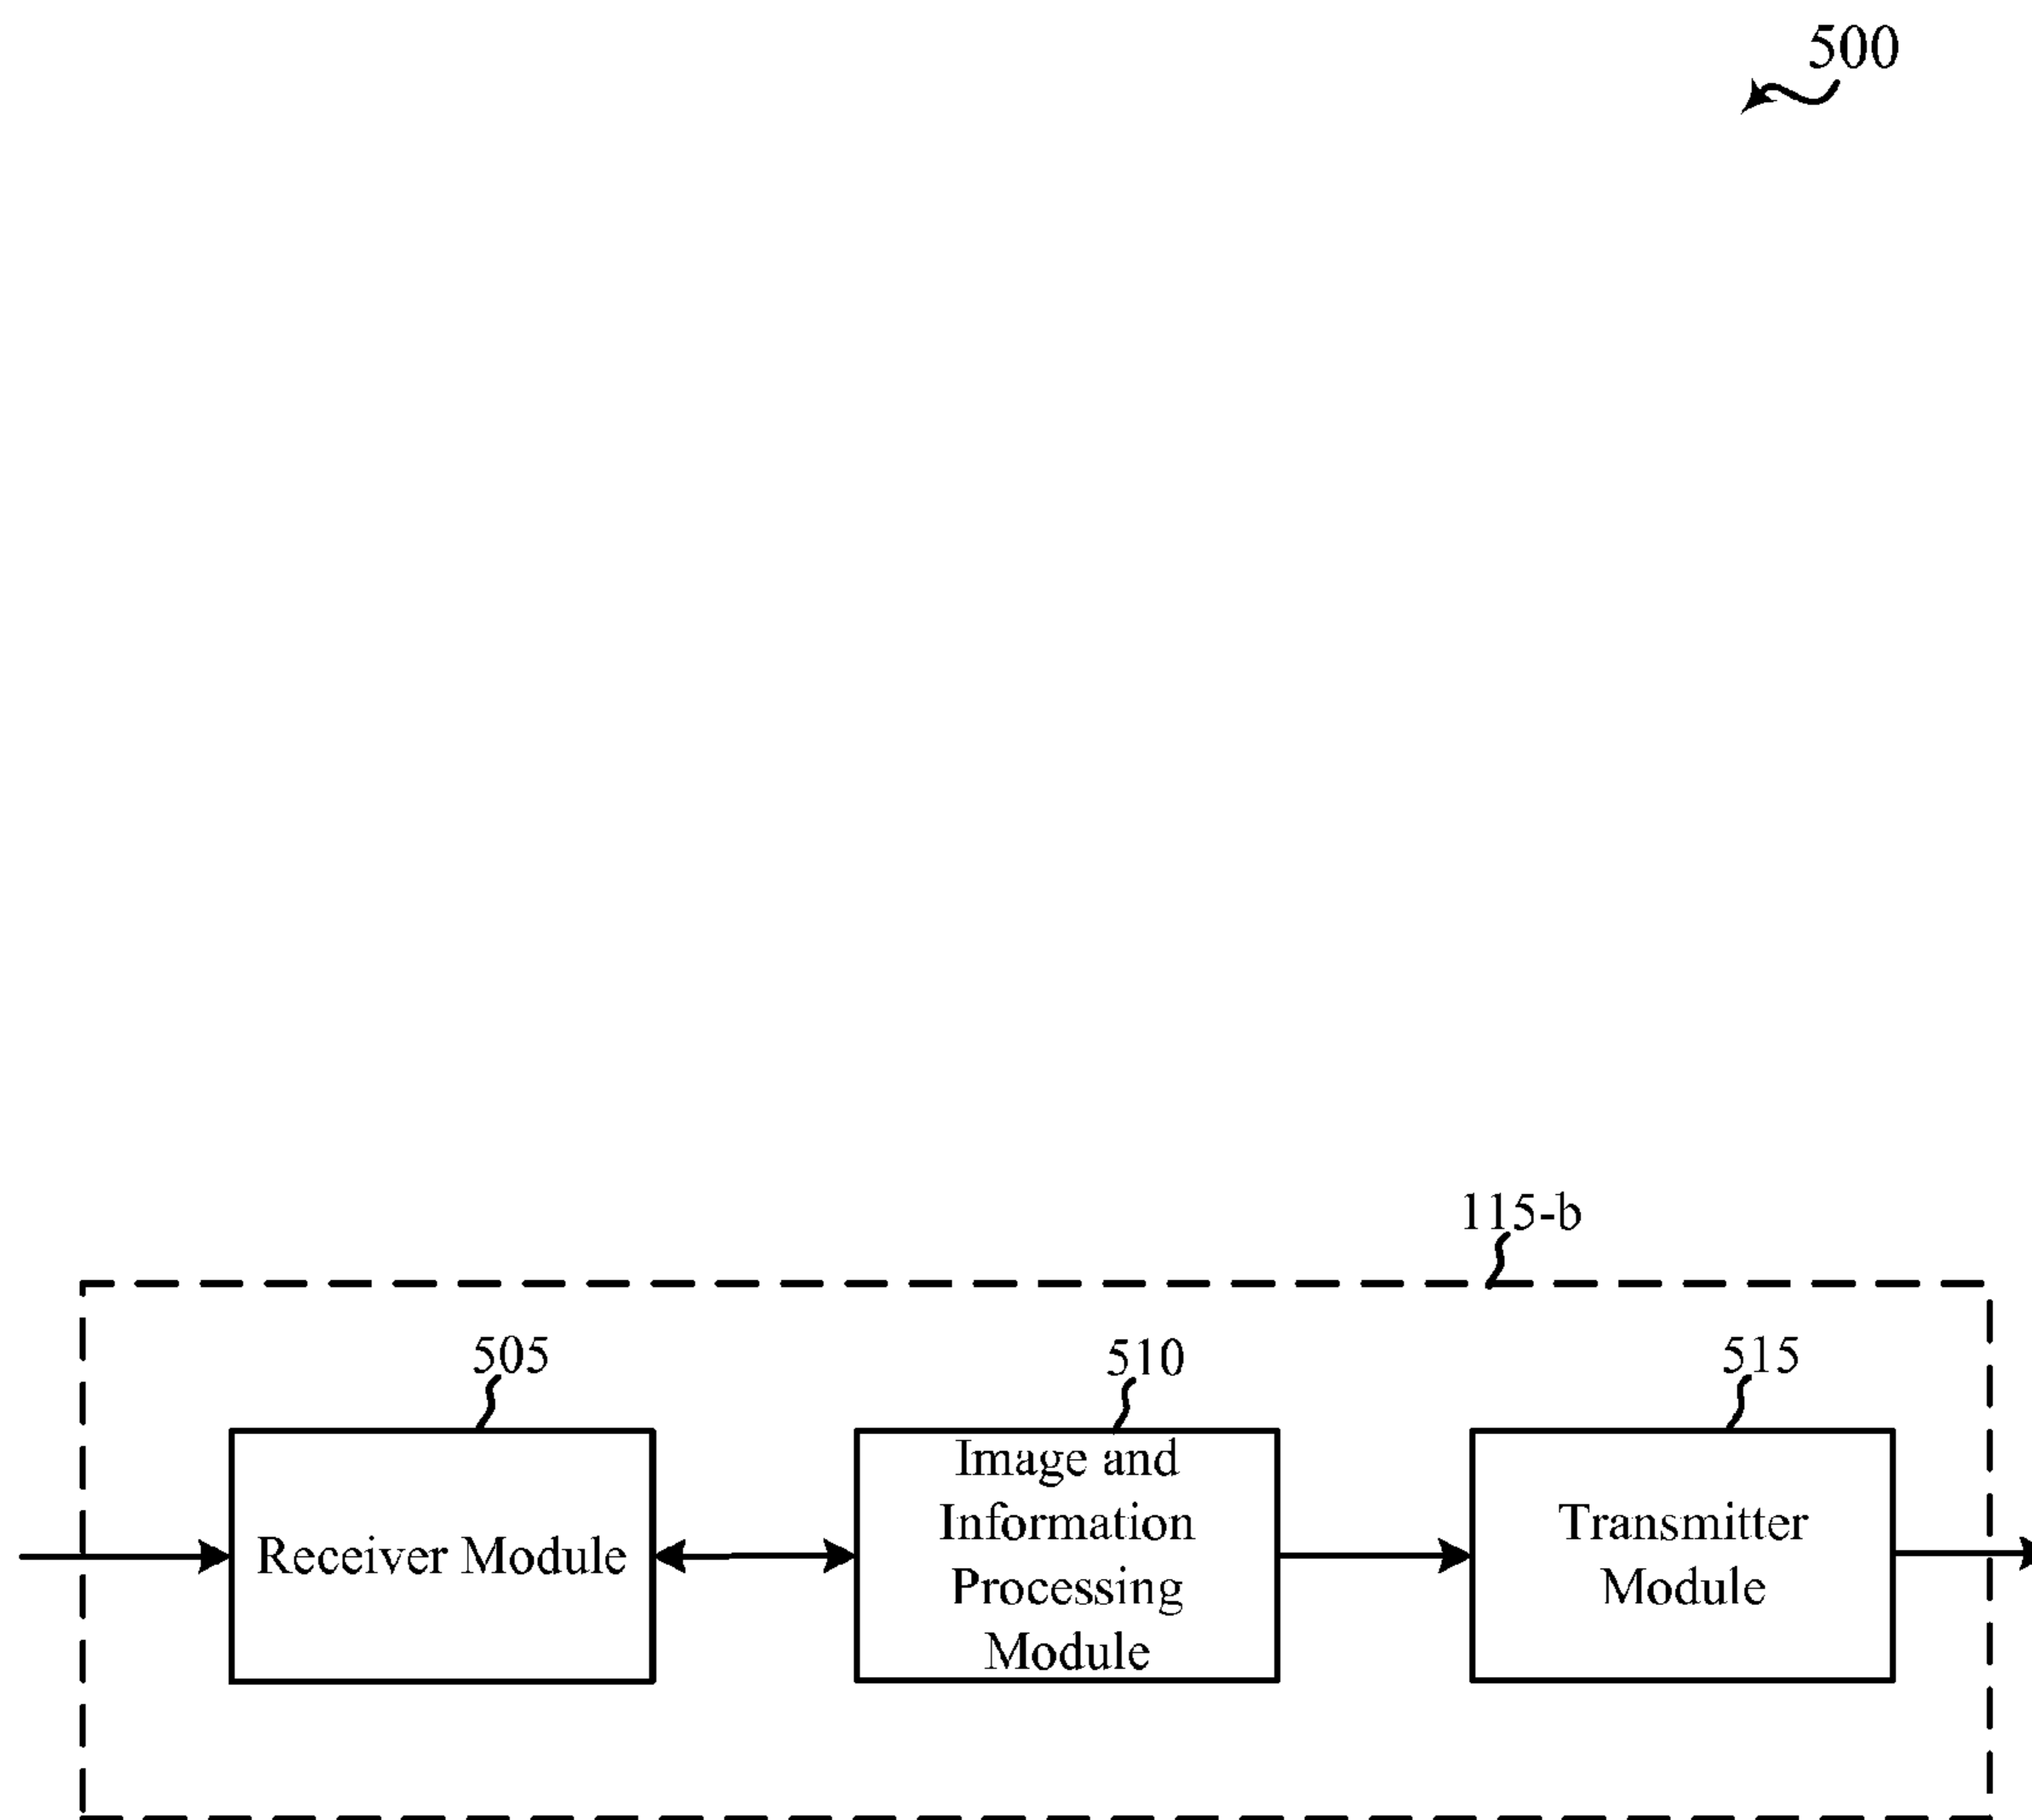 500
115-b
505
510
515
Receiver Module
Image and
Information
Processing
Module
Transmitter
Module